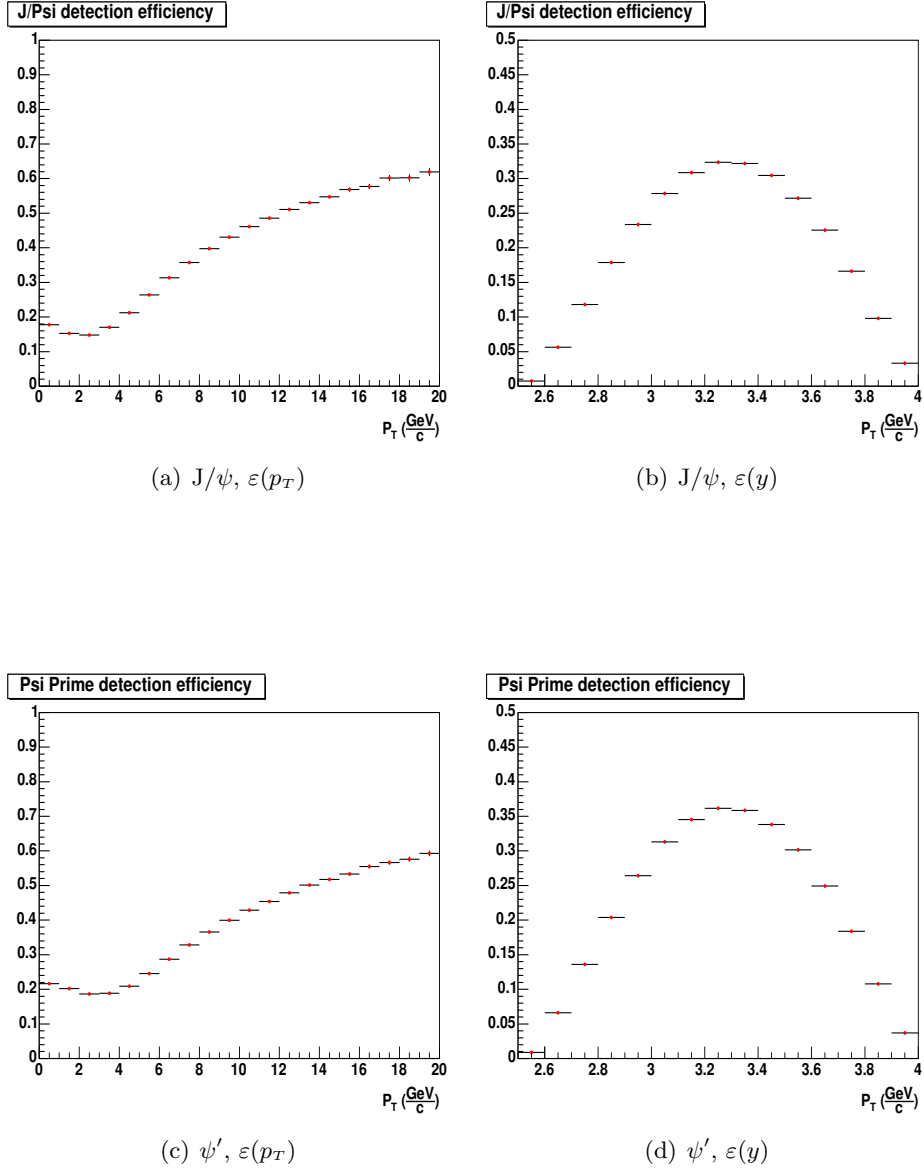 J/Psi detection efficiency
1
0.9
0.8
0.7
0.6
0.5
0.4
0.3
0.2
0.1
0
0 2 4 6 8 10 12 14 16 18 20
P_T (GeV/c)
(a) J/ψ, ε(p_T)
J/Psi detection efficiency
0.5
0.45
0.4
0.35
0.3
0.25
0.2
0.15
0.1
0.05
0
2.6 2.8 3 3.2 3.4 3.6 3.8 4
P_T (GeV/c)
(b) J/ψ, ε(y)
Psi Prime detection efficiency
1
0.9
0.8
0.7
0.6
0.5
0.4
0.3
0.2
0.1
0
0 2 4 6 8 10 12 14 16 18 20
P_T (GeV/c)
(c) ψ′, ε(p_T)
Psi Prime detection efficiency
0.5
0.45
0.4
0.35
0.3
0.25
0.2
0.15
0.1
0.05
0
2.6 2.8 3 3.2 3.4 3.6 3.8 4
P_T (GeV/c)
(d) ψ′, ε(y)